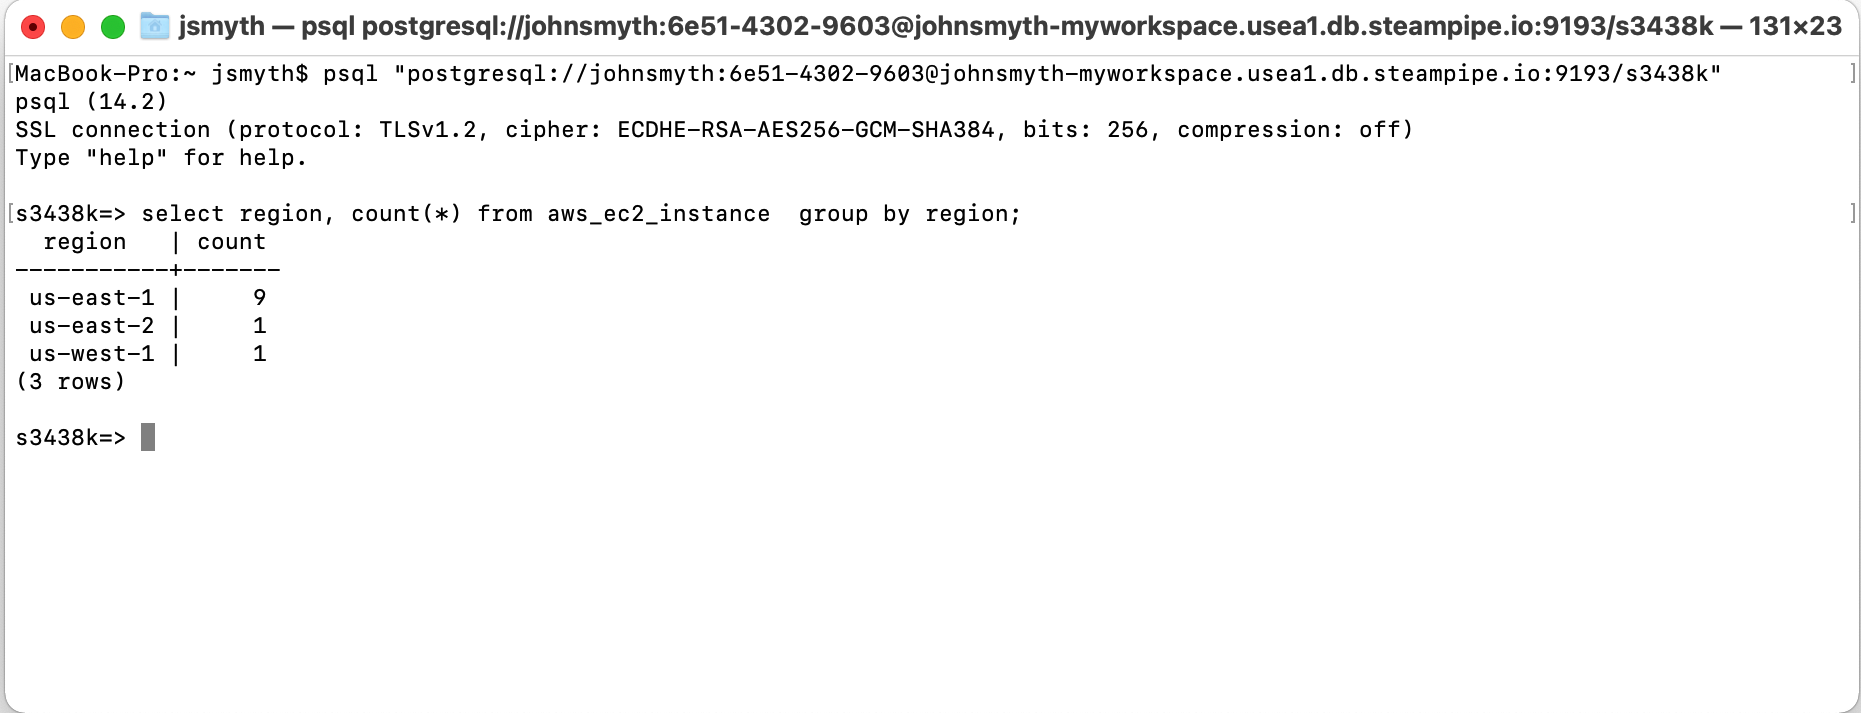 jsmyth — psql postgresql://johnsmyth:6e51-4302-9603@johnsmyth-myworkspace.usea1.db.steampipe.io:9193/s3438k — 131×23
[MacBook-Pro:~ jsmyth$ psql "postgresql://johnsmyth:6e51-4302-9603@johnsmyth-myworkspace.usea1.db.steampipe.io:9193/s3438k" ]
psql (14.2)
SSL connection (protocol: TLSv1.2, cipher: ECDHE-RSA-AES256-GCM-SHA384, bits: 256, compression: off)
Type "help" for help.

[s3438k=> select region, count(*) from aws_ec2_instance  group by region; ]
  region   | count
-----------+-------
 us-east-1 |     9
 us-east-2 |     1
 us-west-1 |     1
(3 rows)

s3438k=>